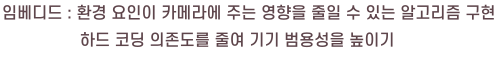 임베디드 : 환경 요인이 카메라에 주는 영향을 줄일 수 있는 알고리즘 구현
하드 코딩 의존도를 줄여 기기 범용성을 높이기